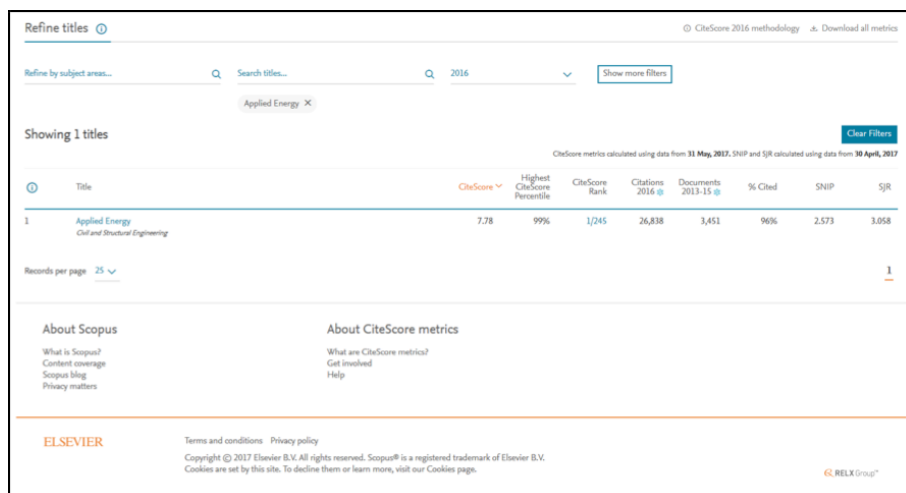 Refine titles
CiteScore 2016 methodology Download all metrics
Refine by subject areas... Search titles... 2016 Show more filters
Applied Energy ×
Showing 1 titles
Clear Filters
CiteScore metrics calculated using data from 31 May, 2017. SNIP and SJR calculated using data from 30 April, 2017
Title CiteScore Highest CiteScore Percentile CiteScore Rank Citations 2016 Documents 2013-15 % Cited SNIP SJR
1 Applied Energy 7.78 99% 1/245 26,838 3,451 96% 2.573 3.058
Civil and Structural Engineering
Records per page 25 1
About Scopus About CiteScore metrics
What is Scopus? What are CiteScore metrics?
Content coverage Get involved
Scopus blog Help
Privacy matters
ELSEVIER Terms and conditions Privacy policy
Copyright © 2017 Elsevier B.V. All rights reserved. Scopus® is a registered trademark of Elsevier B.V.
Cookies are set by this site. To decline them or learn more, visit our Cookies page.
RELX Group™